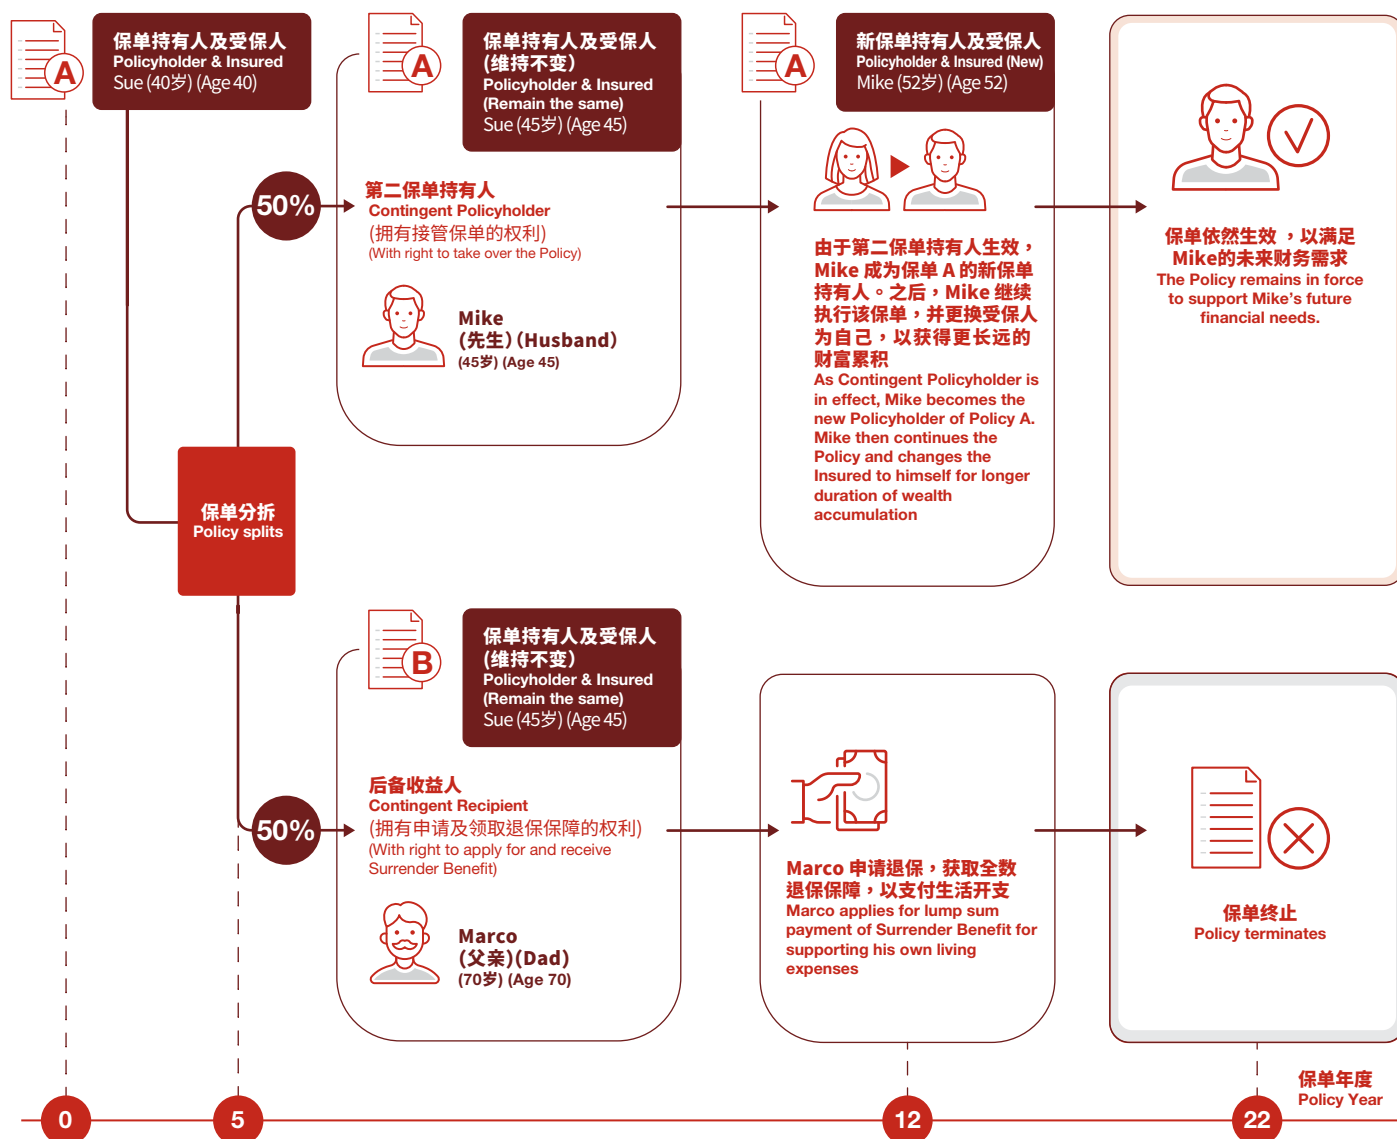 A
保单持有人及受保人
Policyholder & Insured
Sue (40岁) (Age 40)
保单分拆
Policy splits
50%
A
保单持有人及受保人
(维持不变)
Policyholder & Insured
(Remain the same)
Sue (45岁) (Age 45)
第二保单持有人
Contingent Policyholder
(拥有接管保单的权利)
(With right to take over the Policy)
Mike
(先生) (Husband)
(45岁) (Age 45)
A
新保单持有人及受保人
Policyholder & Insured (New)
Mike (52岁) (Age 52)
由于第二保单持有人生效，
Mike 成为保单 A 的新保单
持有人。之后，Mike 继续
执行该保单，并更换受保人
为自己，以获得更长远的
财富累积
As Contingent Policyholder is
in effect, Mike becomes the
new Policyholder of Policy A.
Mike then continues the
Policy and changes the
Insured to himself for longer
duration of wealth
accumulation
保单依然生效 ，以满足
Mike的未来财务需求
The Policy remains in force
to support Mike's future
financial needs.
50%
B
保单持有人及受保人
(维持不变)
Policyholder & Insured
(Remain the same)
Sue (45岁) (Age 45)
后备收益人
Contingent Recipient
(拥有申请及领取退保保障的权利)
(With right to apply for and receive
Surrender Benefit)
Marco
(父亲)(Dad)
(70岁) (Age 70)
Marco 申请退保，获取全数
退保保障，以支付生活开支
Marco applies for lump sum
payment of Surrender Benefit for
supporting his own living
expenses
保单终止
Policy terminates
保单年度
Policy Year
0
5
12
22